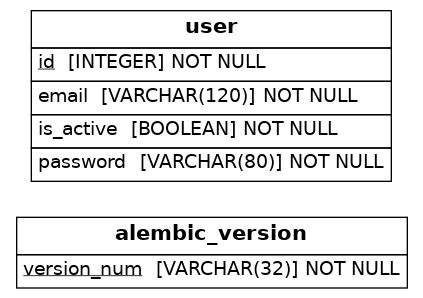 user
id [INTEGER] NOT NULL
email [VARCHAR(120)] NOT NULL
is_active [BOOLEAN] NOT NULL
password [VARCHAR(80)] NOT NULL
alembic_version
version_num [VARCHAR(32)] NOT NULL